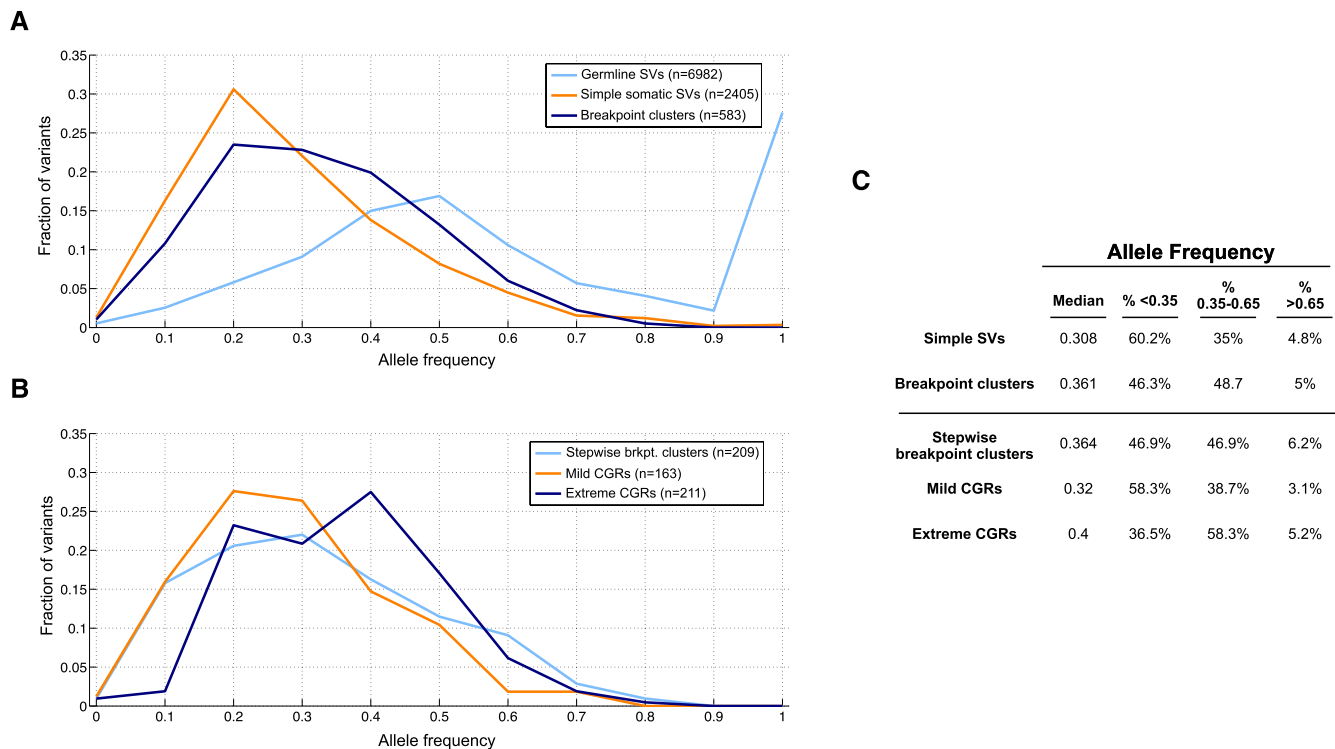 A
Fraction of variants
0.35
0.3
0.25
0.2
0.15
0.1
0.05
0
Germline SVs (n=6982)
Simple somatic SVs (n=2405)
Breakpoint clusters (n=583)
0 0.1 0.2 0.3 0.4 0.5 0.6 0.7 0.8 0.9 1
Allele frequency
B
Fraction of variants
0.35
0.3
0.25
0.2
0.15
0.1
0.05
0
Stepwise brkpt. clusters (n=209)
Mild CGRs (n=163)
Extreme CGRs (n=211)
0 0.1 0.2 0.3 0.4 0.5 0.6 0.7 0.8 0.9 1
Allele frequency
C
Allele Frequency
Median % <0.35 % 0.35-0.65 % >0.65
Simple SVs 0.308 60.2% 35% 4.8%
Breakpoint clusters 0.361 46.3% 48.7 5%
Stepwise
breakpoint clusters 0.364 46.9% 46.9% 6.2%
Mild CGRs 0.32 58.3% 38.7% 3.1%
Extreme CGRs 0.4 36.5% 58.3% 5.2%